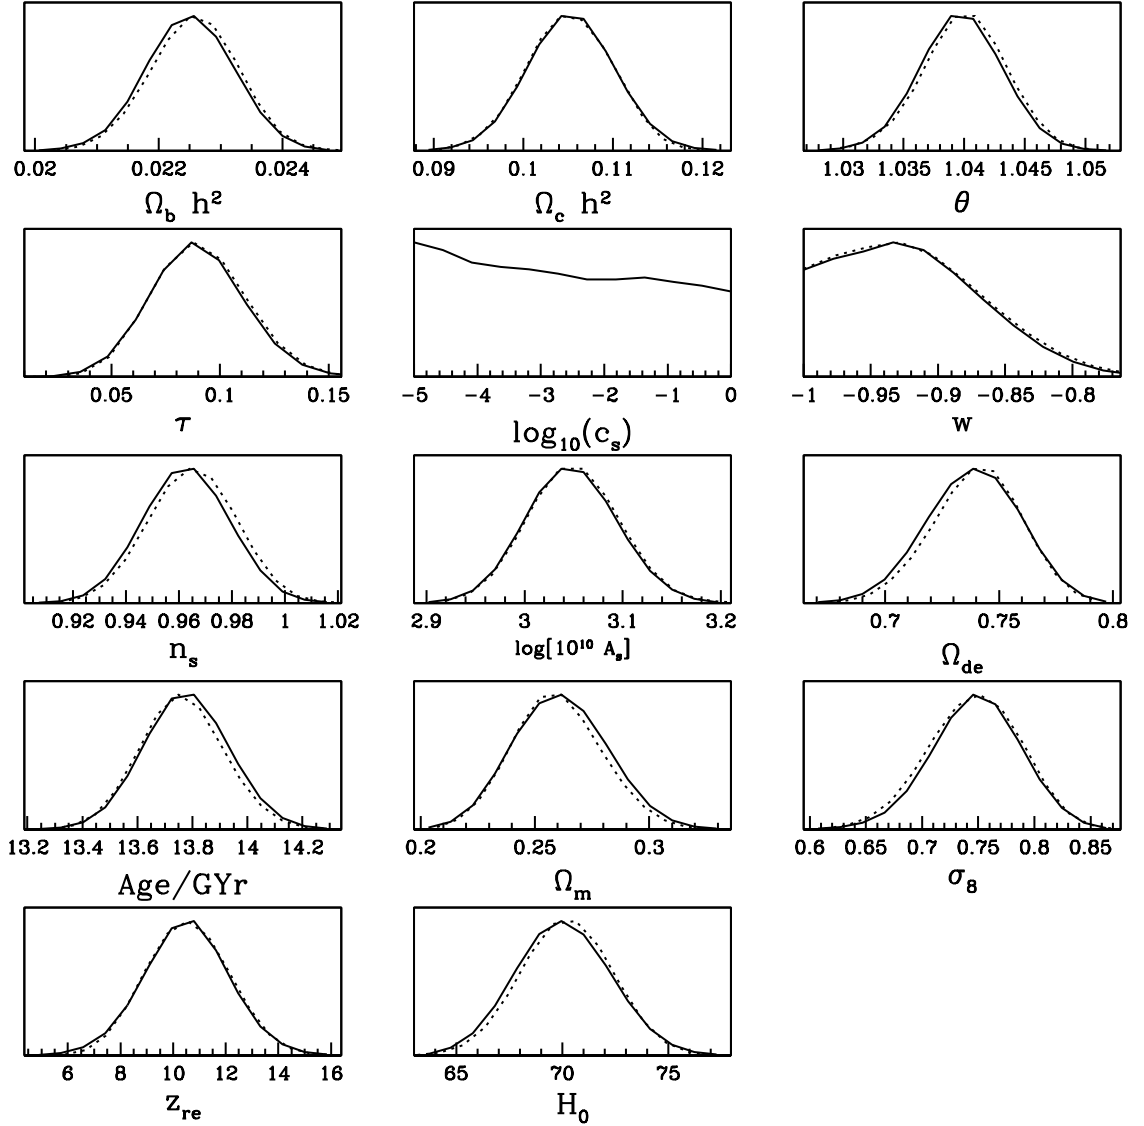 0.02 0.022 0.024
Ω_b h²
0.09 0.1 0.11 0.12
Ω_c h²
1.03 1.035 1.04 1.045 1.05
θ
0.05 0.1 0.15
τ
−5 −4 −3 −2 −1 0
log₁₀(c_s)
−1 −0.95 −0.9 −0.85 −0.8
w
0.92 0.94 0.96 0.98 1 1.02
n_s
2.9 3 3.1 3.2
log[10¹⁰ A_s]
0.7 0.75 0.8
Ω_de
13.2 13.4 13.6 13.8 14 14.2
Age/GYr
0.2 0.25 0.3
Ω_m
0.6 0.65 0.7 0.75 0.8 0.85
σ_8
6 8 10 12 14 16
z_re
65 70 75
H_0